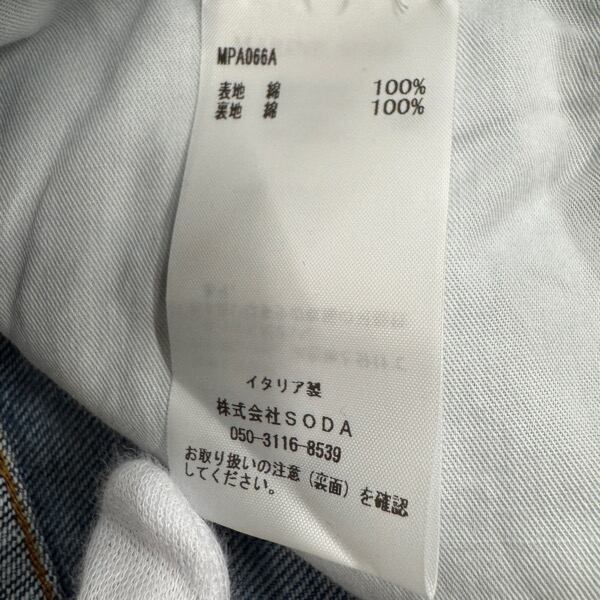 MPA066A
表地 綿 100%
裏地 綿 100%
イタリア製
株式会社SODA
050-3116-8539
お取り扱いの注意（裏面）を確認
してください。